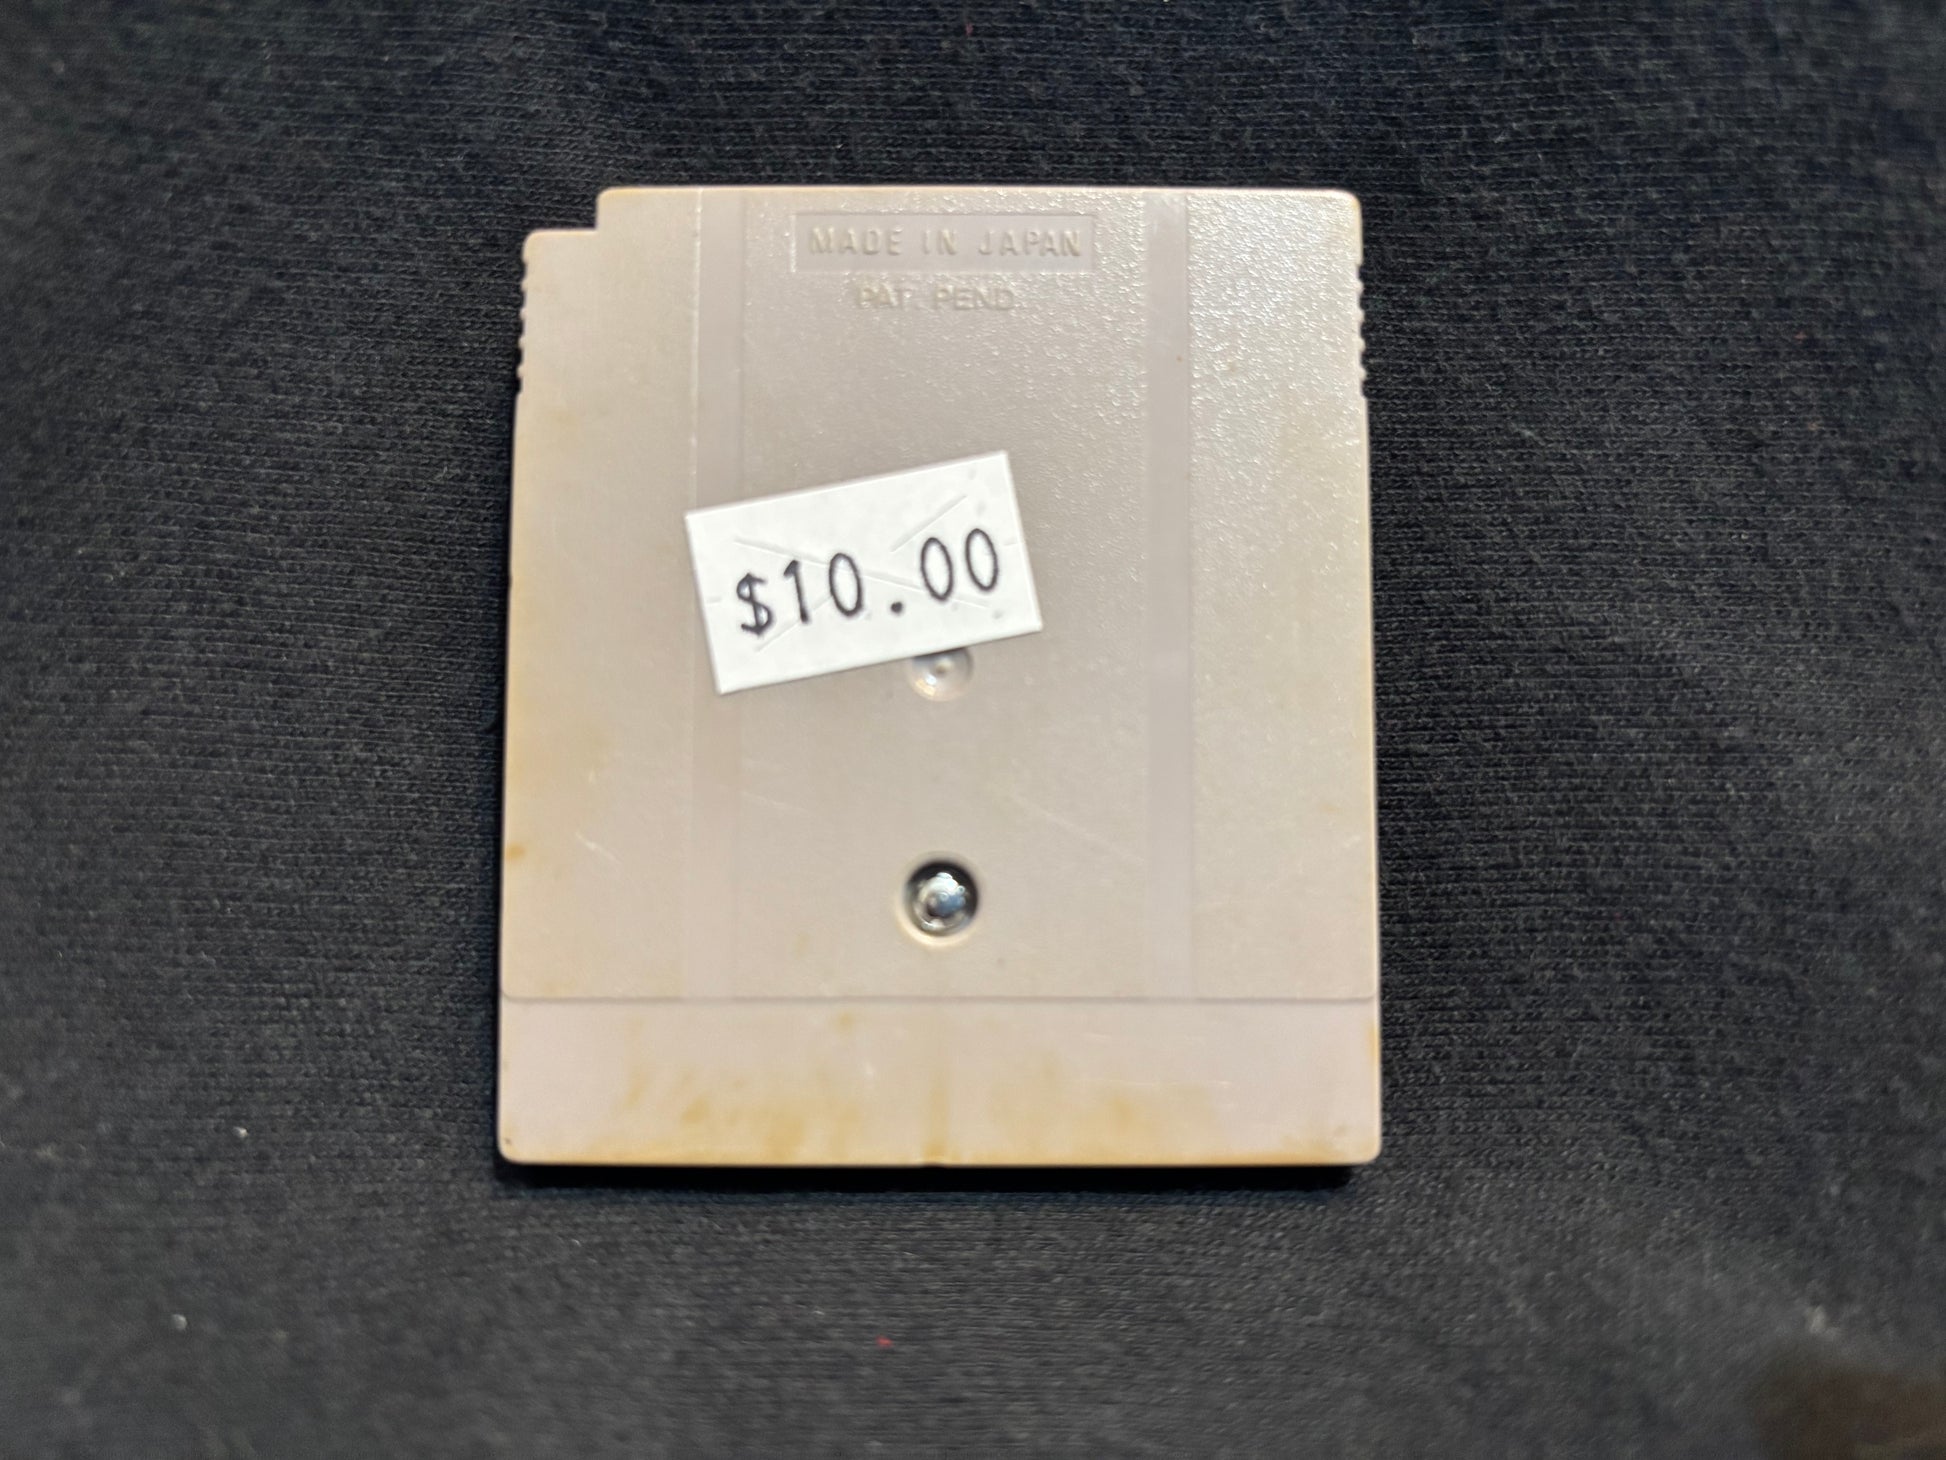 MADE IN JAPAN
PAT. PEND.
$10.00